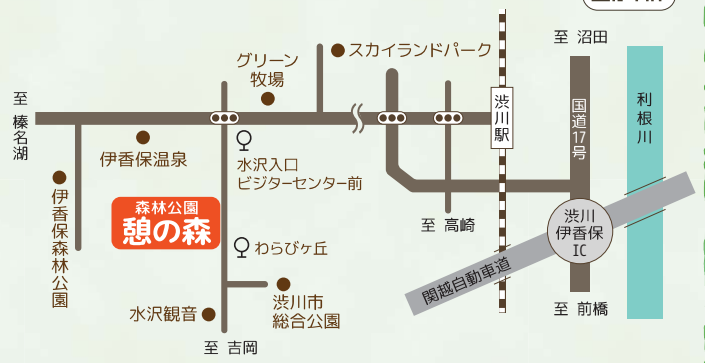 至 沼田
スカイランドパーク
グリーン
牧場
至 榛名湖
渋川駅
国道17号
利根川
伊香保温泉
水沢入口
ビジターセンター前
伊香保森林公園
森林公園
憩の森
至 高崎
渋川
伊香保
IC
わらびヶ丘
関越自動車道
渋川市
総合公園
水沢観音
至 前橋
至 吉岡